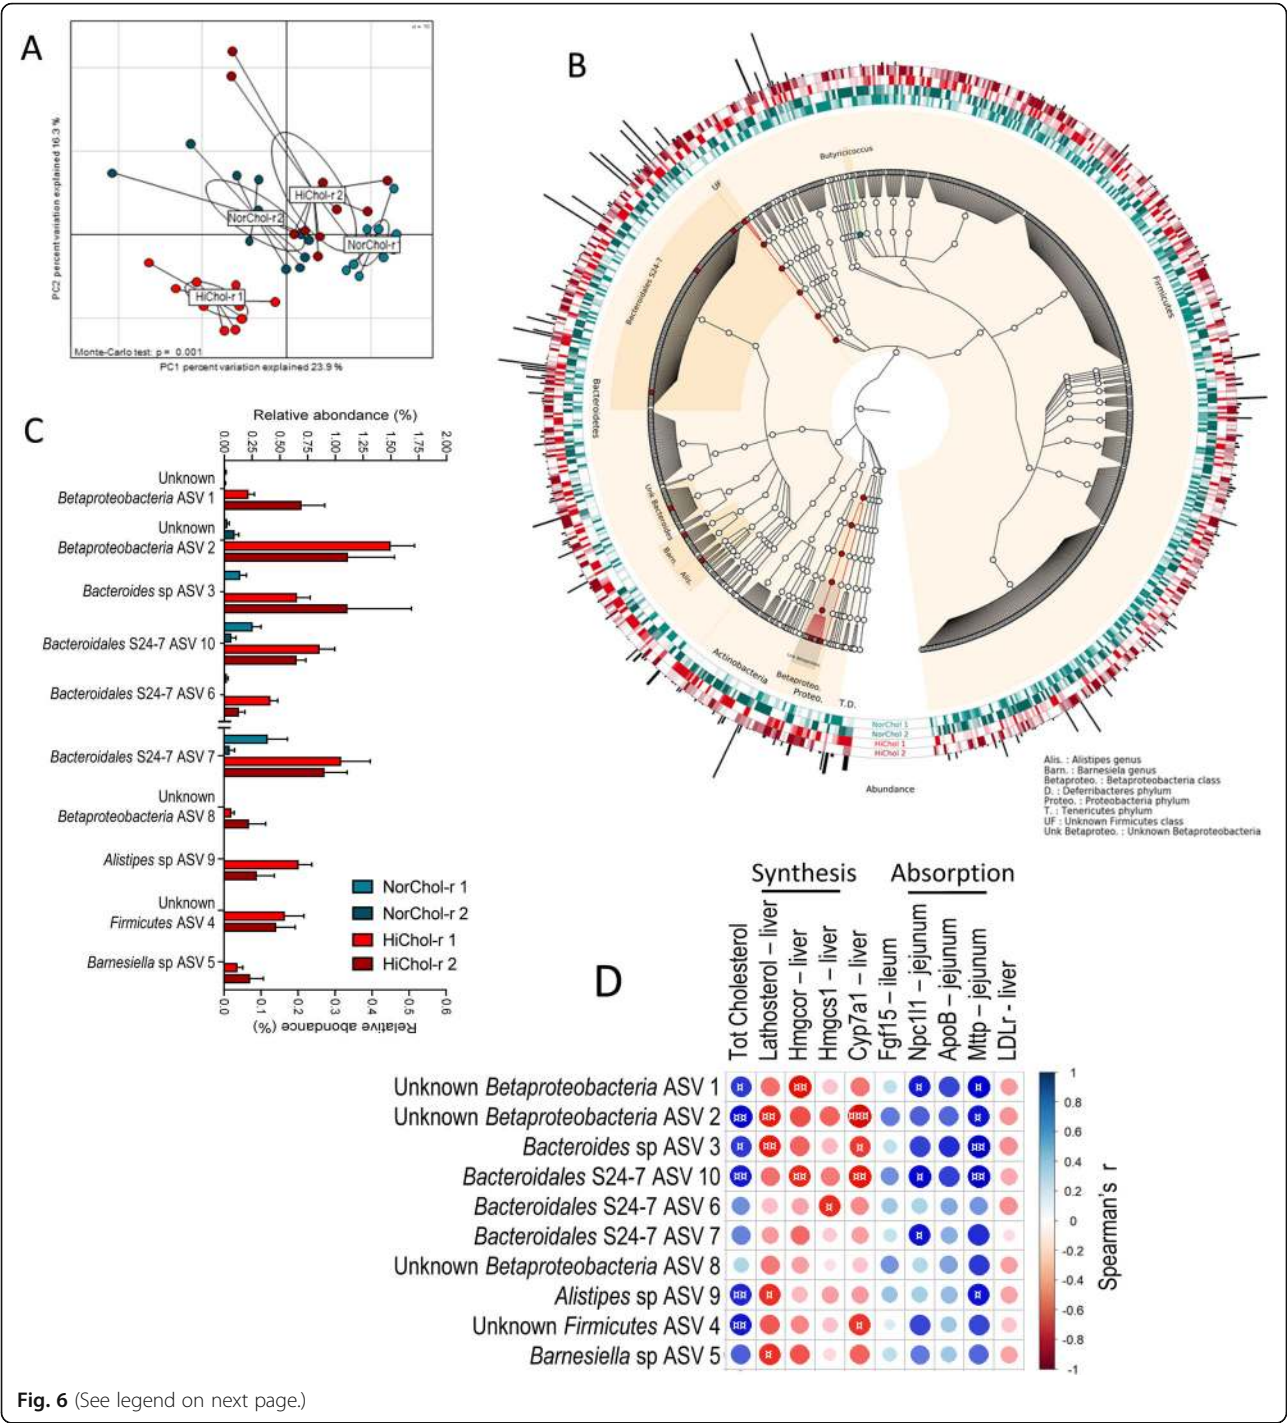 A
PC2 percent variation explained 16.3 %
HiChol-r 2
NorChol-r2
NorChol-r
HiChol-r 1
Monte-Carlo test: p = 0.001
PC1 percent variation explained 23.9 %
B
Butyricicoccus
UF
Bacteroidales S24-7
Firmicutes
Bacteroidetes
Unk Bacteroides
Barn.
Alis.
Actinobacteria
Betaproteo.
Proteo.
T.D.
NorChol 1
NorChol 2
HiChol 1
HiChol 2
Abundance
Alis. : Alistipes genus
Barn. : Barnesiela genus
Betaproteo. : Betaproteobacteria class
D. : Deferribacteres phylum
Proteo. : Proteobacteria phylum
T. : Tenericutes phylum
UF : Unknown Firmicutes class
Unk Betaproteo. : Unknown Betaproteobacteria
C
Relative abundance (%)
0.00 0.25 0.50 0.75 1.00 1.25 1.50 1.75 2.00
Unknown
Betaproteobacteria ASV 1
Unknown
Betaproteobacteria ASV 2
Bacteroides sp ASV 3
Bacteroidales S24-7 ASV 10
Bacteroidales S24-7 ASV 6
Bacteroidales S24-7 ASV 7
Unknown
Betaproteobacteria ASV 8
Alistipes sp ASV 9
Unknown
Firmicutes ASV 4
Barnesiella sp ASV 5
NorChol-r 1
NorChol-r 2
HiChol-r 1
HiChol-r 2
0.0 0.1 0.2 0.3 0.4 0.5 0.6
Relative abundance (%)
D
Synthesis Absorption
Tot Cholesterol
Lathosterol – liver
Hmgcor – liver
Hmgcs1 – liver
Cyp7a1 – liver
Fgf15 – ileum
Npc1l1 – jejunum
ApoB – jejunum
Mttp – jejunum
LDLr - liver
Unknown Betaproteobacteria ASV 1 ¤ ¤¤ ¤ ¤
Unknown Betaproteobacteria ASV 2 ¤¤ ¤¤ ¤¤¤ ¤
Bacteroides sp ASV 3 ¤ ¤¤ ¤ ¤¤
Bacteroidales S24-7 ASV 10 ¤¤ ¤¤ ¤¤ ¤ ¤¤
Bacteroidales S24-7 ASV 6 ¤
Bacteroidales S24-7 ASV 7 ¤
Unknown Betaproteobacteria ASV 8
Alistipes sp ASV 9 ¤¤ ¤ ¤
Unknown Firmicutes ASV 4 ¤¤ ¤
Barnesiella sp ASV 5 ¤
1
0.8
0.6
0.4
0.2
0
-0.2
-0.4
-0.6
-0.8
-1
Spearman's r
Fig. 6 (See legend on next page.)